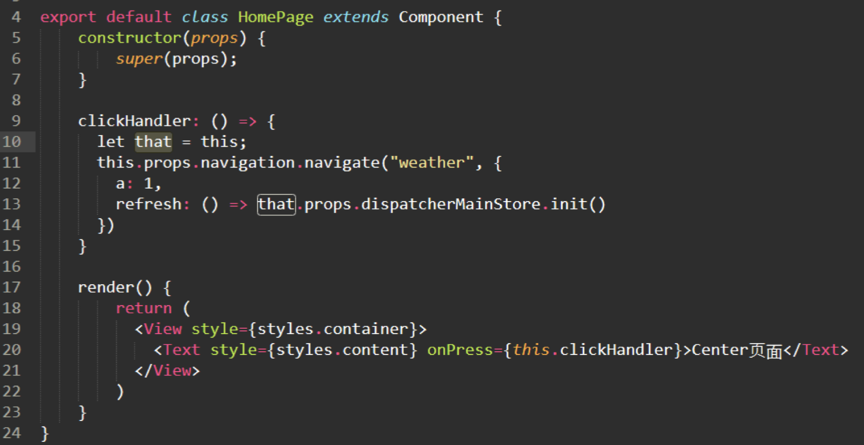 4 export default class HomePage extends Component {
5 constructor(props) {
6 super(props);
7 }
8
9 clickHandler: () => {
10 let that = this;
11 this.props.navigation.navigate("weather", {
12 a: 1,
13 refresh: () => that.props.dispatcherMainStore.init()
14 })
15 }
16
17 render() {
18 return (
19 <View style={styles.container}>
20 <Text style={styles.content} onPress={this.clickHandler}>Center页面</Text>
21 </View>
22 )
23 }
24 }